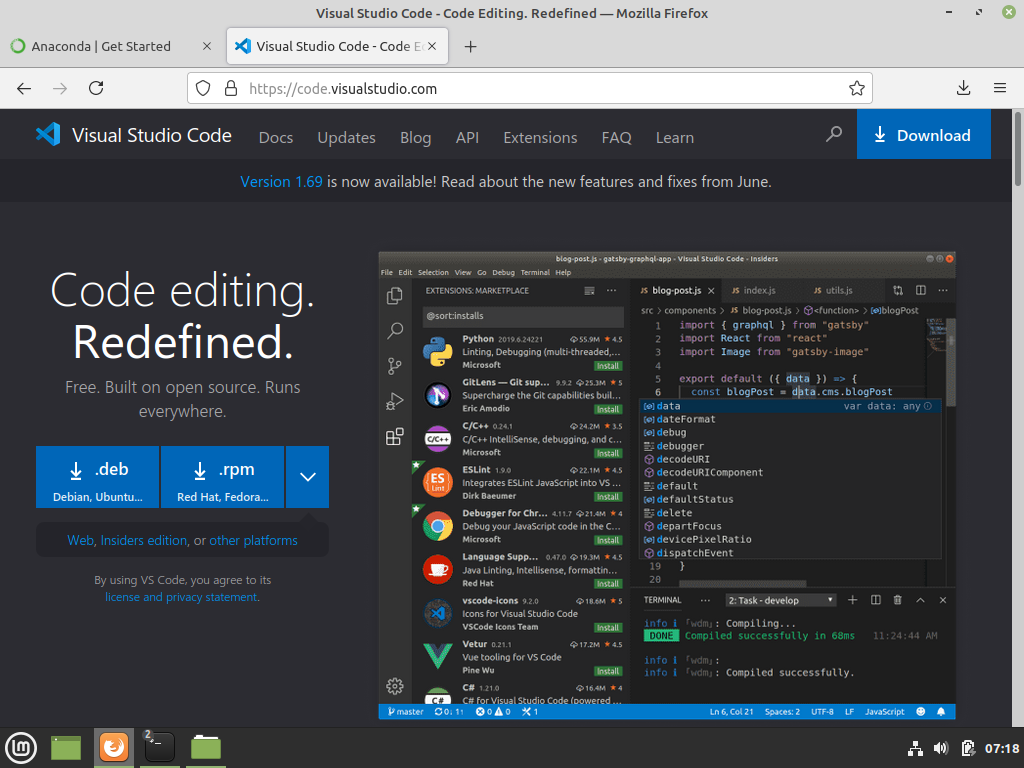 Visual Studio Code - Code Editing. Redefined — Mozilla Firefox
Anaconda | Get Started
Visual Studio Code - Code E
https://code.visualstudio.com
Visual Studio Code
Docs
Updates
Blog
API
Extensions
FAQ
Learn
Download
Version 1.69 is now available! Read about the new features and fixes from June.
Code editing.
Redefined.
Free. Built on open source. Runs
everywhere.
.deb
Debian, Ubuntu...
.rpm
Red Hat, Fedora...
Web, Insiders edition, or other platforms
By using VS Code, you agree to its
license and privacy statement.
blog-post.js - gatsby-graphql-app - Visual Studio Code - Insiders
File Edit Selection View Go Debug Terminal Help
EXTENSIONS: MARKETPLACE
@sort:installs
Python 2019.6.24221 55.9M 4.5
Linting, Debugging (multi-threaded,...
Microsoft Install
GitLens — Git sup... 9.9.2 25.3M 5
Supercharge the Git capabilities buil...
Eric Amodio Install
C/C++ 0.24.1 24.2M 3.5
C/C++ IntelliSense, debugging, and c...
Microsoft Install
ESLint 1.9.0 22.1M 4.5
Integrates ESLint JavaScript into VS ...
Dirk Baeumer Install
Debugger for Chr... 4.11.7 21.4M 4
Debug your JavaScript code in the C...
Microsoft Install
Language Supp... 0.47.0 19.3M 4.5
Java Linting, Intellisense, formattin...
Red Hat Install
vscode-icons 9.2.0 18.6M 5
Icons for Visual Studio Code
VSCode Icons Team Install
Vetur 0.21.1 17.2M 4.5
Vue tooling for VS Code
Pine Wu Install
C# 1.21.0 16.4M 4
C# for Visual Studio Code (powered ...
JS blog-post.js
JS index.js
JS utils.js
src > components > JS blog-post.js > <function> > blogPost
1 import { graphql } from "gatsby"
2 import React from "react"
3 import Image from "gatsby-image"
4
5 export default ({ data }) => {
6 const blogPost = data.cms.blogPost
data var data: any
dateFormat
debug
debugger
decodeURI
decodeURIComponent
default
defaultStatus
delete
departFocus
devicePixelRatio
dispatchEvent
19 }
20
TERMINAL ... 2: Task - develop
info i ｢wdm｣: Compiling...
DONE Compiled successfully in 68ms 11:24:44 AM
info i ｢wdm｣:
info i ｢wdm｣: Compiled successfully.
master 0↓ 1↑ 0 0 1
Ln 6, Col 21 Spaces: 2 UTF-8 LF JavaScript
2
07:18